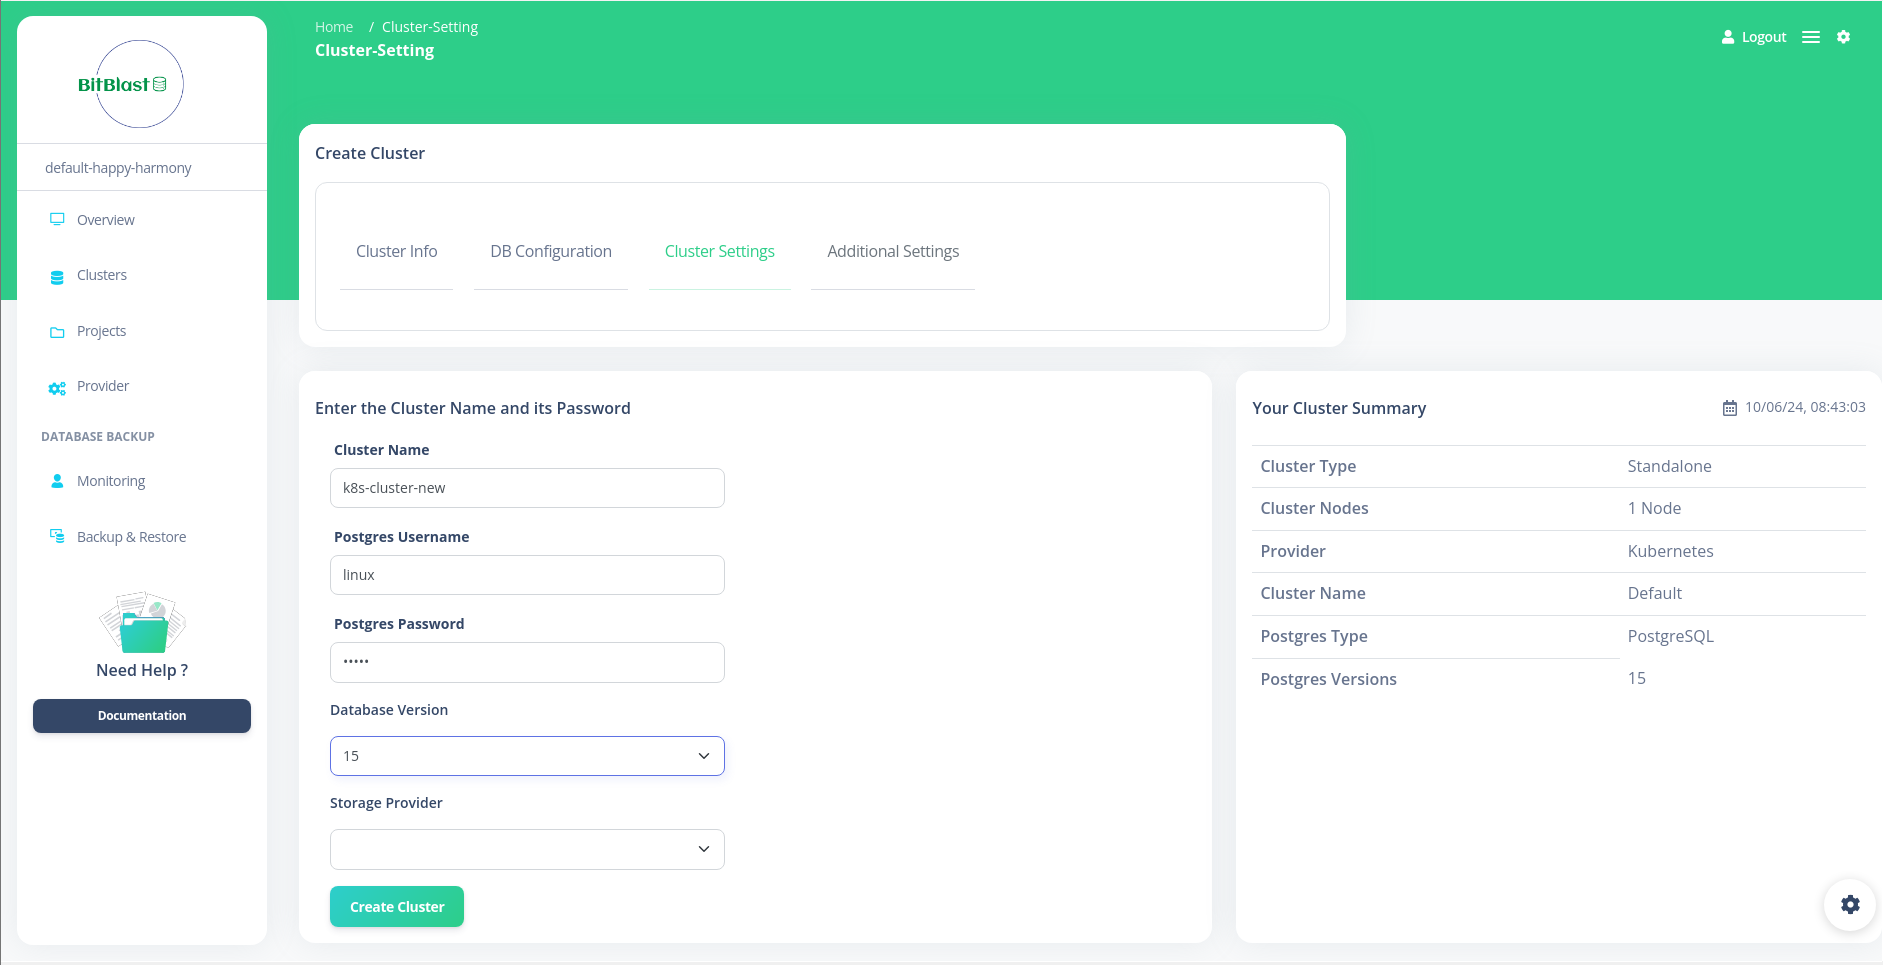 BitBlast
default-happy-harmony
Overview
Clusters
Projects
Provider
DATABASE BACKUP
Monitoring
Backup & Restore
Need Help ?
Documentation
Home / Cluster-Setting
Cluster-Setting
Logout
Create Cluster
Cluster Info DB Configuration Cluster Settings Additional Settings
Enter the Cluster Name and its Password
Cluster Name
k8s-cluster-new
Postgres Username
linux
Postgres Password
•••••
Database Version
15
Storage Provider
Create Cluster
Your Cluster Summary 10/06/24, 08:43:03
Cluster Type Standalone
Cluster Nodes 1 Node
Provider Kubernetes
Cluster Name Default
Postgres Type PostgreSQL
Postgres Versions 15